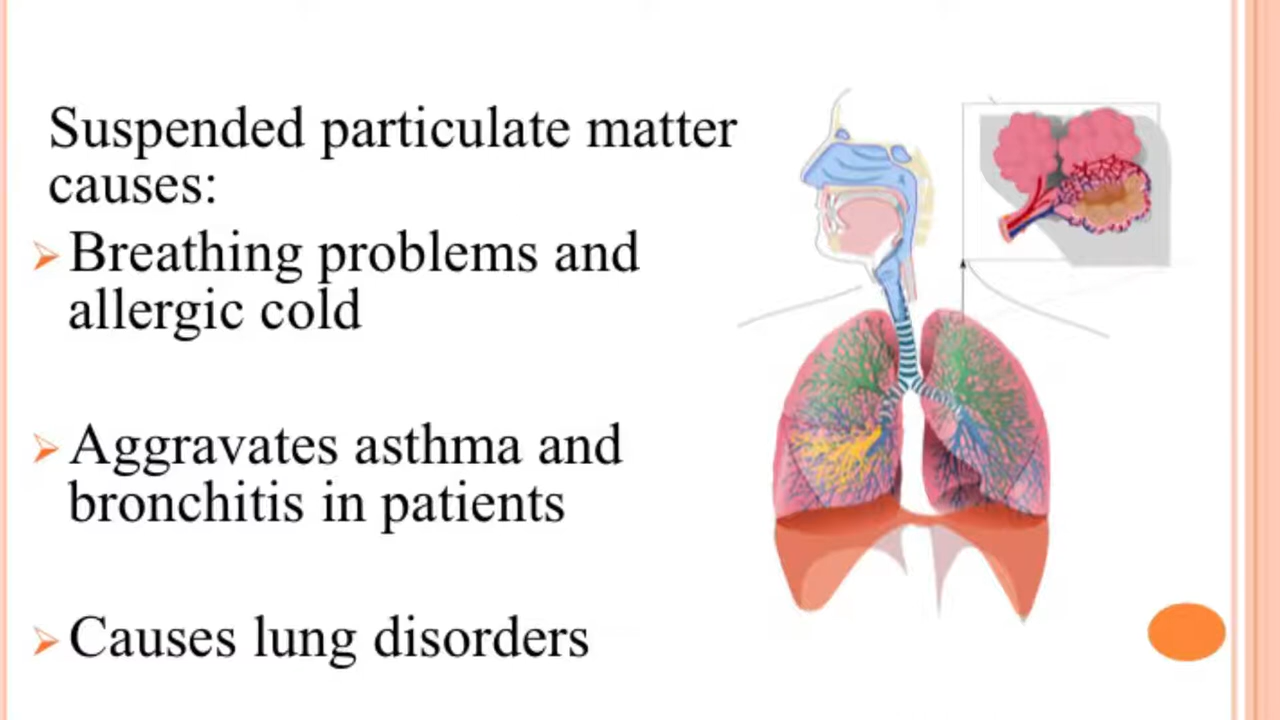 Suspended particulate matter
causes:
Breathing problems and
allergic cold
Aggravates asthma and
bronchitis in patients
Causes lung disorders